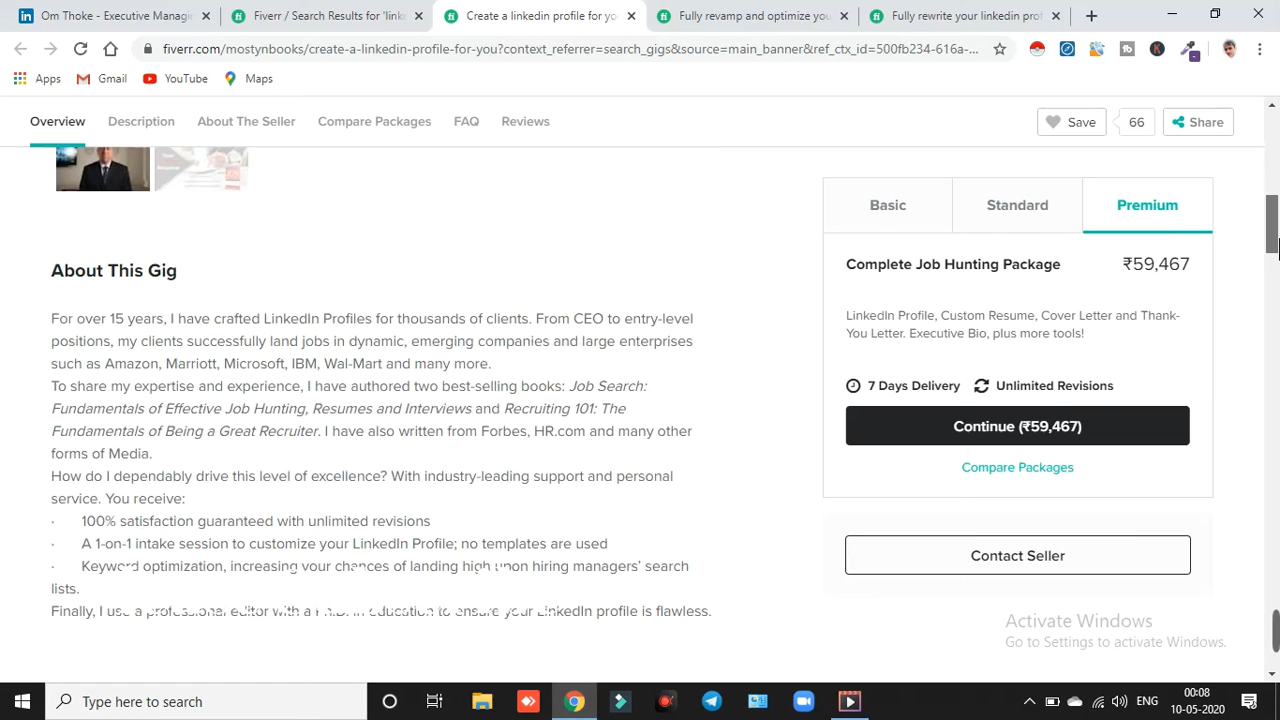 Om Thoke - Executive Managi
Fiverr / Search Results for 'linke
Create a linkedin profile for you
Fully revamp and optimize you
Fully rewrite your linkedin prof
fiverr.com/mostynbooks/create-a-linkedin-profile-for-you?context_referrer=search_gigs&source=main_banner&ref_ctx_id=500fb234-616a-...
Apps Gmail YouTube Maps
Overview Description About The Seller Compare Packages FAQ Reviews
Save 66 Share
Basic Standard Premium
About This Gig
Complete Job Hunting Package ₹59,467
For over 15 years, I have crafted LinkedIn Profiles for thousands of clients. From CEO to entry-level
positions, my clients successfully land jobs in dynamic, emerging companies and large enterprises
such as Amazon, Marriott, Microsoft, IBM, Wal-Mart and many more.
To share my expertise and experience, I have authored two best-selling books: Job Search:
Fundamentals of Effective Job Hunting, Resumes and Interviews and Recruiting 101: The
Fundamentals of Being a Great Recruiter. I have also written from Forbes, HR.com and many other
forms of Media.
How do I dependably drive this level of excellence? With industry-leading support and personal
service. You receive:
· 100% satisfaction guaranteed with unlimited revisions
· A 1-on-1 intake session to customize your LinkedIn Profile; no templates are used
· Keyword optimization, increasing your chances of landing high upon hiring managers' search
lists.
Finally, I use a professional editor with a Ph.D. in Education to ensure your LinkedIn profile is flawless.
LinkedIn Profile, Custom Resume, Cover Letter and Thank-
You Letter. Executive Bio, plus more tools!
7 Days Delivery Unlimited Revisions
Continue (₹59,467)
Compare Packages
Contact Seller
Activate Windows
Go to Settings to activate Windows.
Type here to search
ENG
00:08
10-05-2020